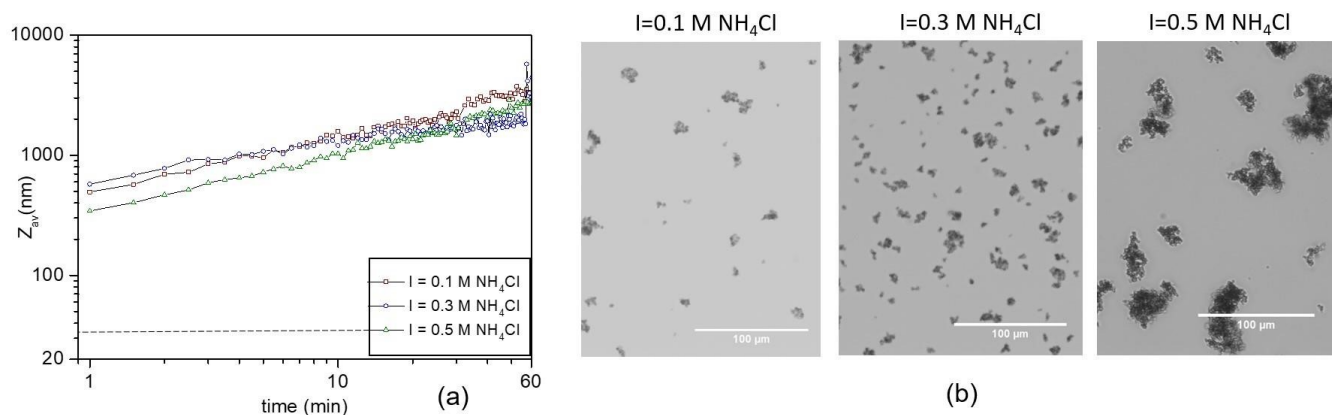 10000
1000
100
20
Z_av(nm)
I = 0.1 M NH₄Cl
I = 0.3 M NH₄Cl
I = 0.5 M NH₄Cl
1
10
60
time (min)
(a)
I=0.1 M NH₄Cl
I=0.3 M NH₄Cl
I=0.5 M NH₄Cl
100 µm
100 µm
100 µm
(b)